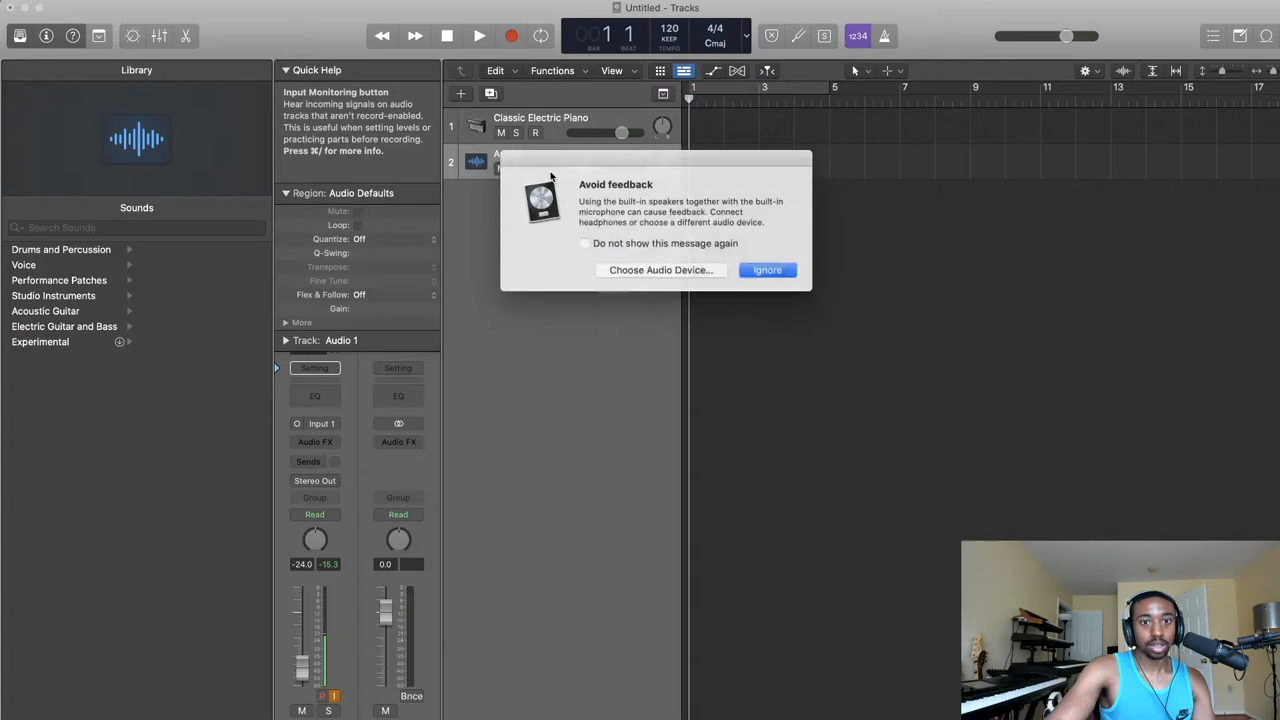 Untitled - Tracks
001 1
BAR BEAT
120
KEEP
TEMPO
4/4
Cmaj
1234
Library
Quick Help
Edit Functions View
1 3 5 7 9 11 13 15 17
Input Monitoring button
Hear incoming signals on audio
tracks that aren't record-enabled.
This is useful when setting levels or
practicing parts before recording.
Press ⌘/ for more info.
1 Classic Electric Piano
M S R
2
Avoid feedback
Using the built-in speakers together with the built-in
microphone can cause feedback. Connect
headphones or choose a different audio device.
Do not show this message again
Choose Audio Device... Ignore
Region: Audio Defaults
Mute:
Loop:
Quantize: Off
Q-Swing:
Transpose:
Fine Tune:
Flex & Follow: Off
Gain:
More
Sounds
Search Sounds
Drums and Percussion
Voice
Performance Patches
Studio Instruments
Acoustic Guitar
Electric Guitar and Bass
Experimental
Track: Audio 1
Setting Setting
EQ EQ
Input 1
Audio FX Audio FX
Sends
Stereo Out
Group Group
Read Read
-24.0 -15.3 0.0
R I
Bnce
M S M